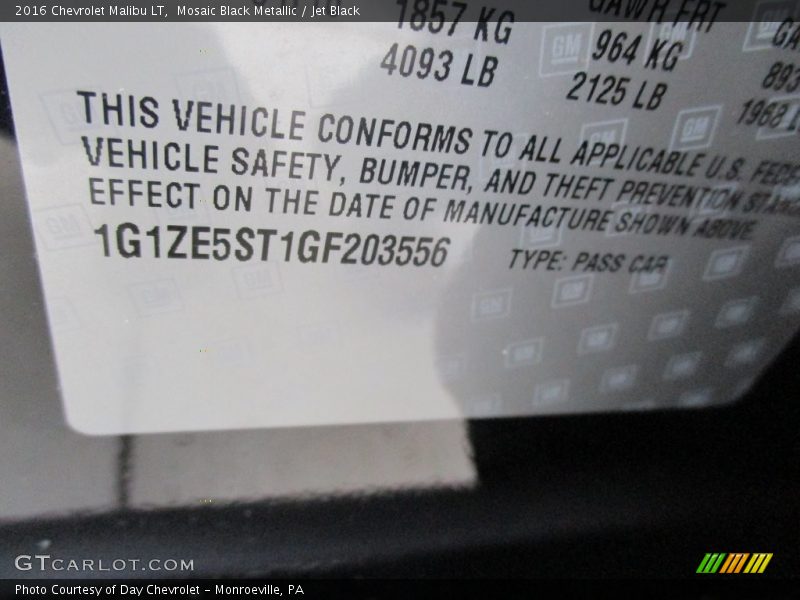 2016 Chevrolet Malibu LT, Mosaic Black Metallic / Jet Black
1857 KG
4093 LB
GAWR FRT
964 KG
2125 LB
THIS VEHICLE CONFORMS TO ALL APPLICABLE U.S.
VEHICLE SAFETY, BUMPER, AND THEFT PREVENTION
EFFECT ON THE DATE OF MANUFACTURE SHOWN ABOVE
1G1ZE5ST1GF203556
TYPE: PASS CAR
GTCARLOT.COM
Photo Courtesy of Day Chevrolet – Monroeville, PA